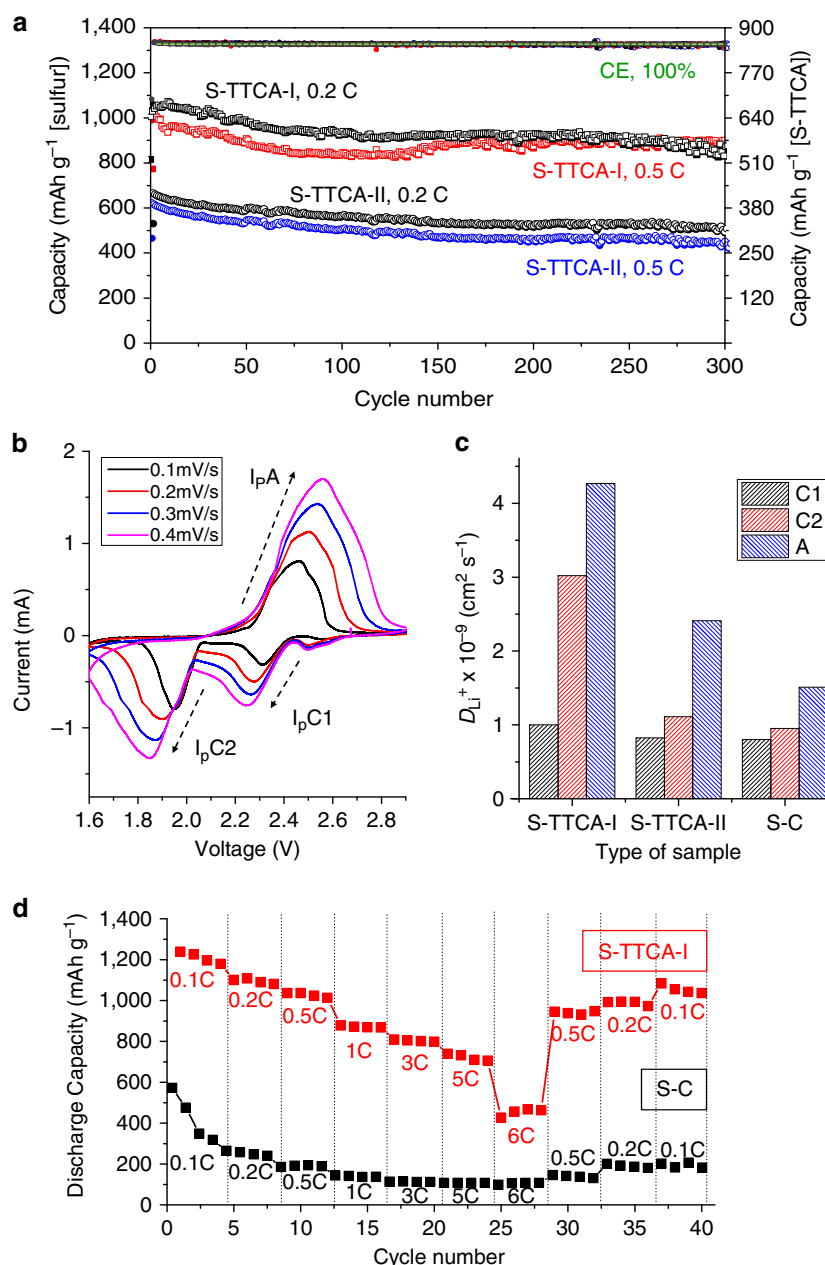 a
1,400
1,200
1,000
800
600
400
200
0
Capacity (mAh g⁻¹ [sulfur])
900
770
640
510
380
250
120
Capacity (mAh g⁻¹ [S-TTCA])
CE, 100%
S-TTCA-I, 0.2 C
S-TTCA-I, 0.5 C
S-TTCA-II, 0.2 C
S-TTCA-II, 0.5 C
0 50 100 150 200 250 300
Cycle number
b
2
1
0
–1
Current (mA)
0.1mV/s
0.2mV/s
0.3mV/s
0.4mV/s
IPA
IpC1
IpC2
1.6 1.8 2.0 2.2 2.4 2.6 2.8
Voltage (V)
c
4
3
2
1
0
DLi⁺ x 10⁻⁹ (cm² s⁻¹)
C1
C2
A
S-TTCA-I S-TTCA-II S-C
Type of sample
d
1,400
1,200
1,000
800
600
400
200
0
Discharge Capacity (mAh g⁻¹)
S-TTCA-I
0.1C
0.2C
0.5C
1C
3C
5C
6C
0.5C
0.2C
0.1C
S-C
0.1C
0.2C
0.5C
1C
3C
5C
6C
0.5C
0.2C
0.1C
0 5 10 15 20 25 30 35 40
Cycle number